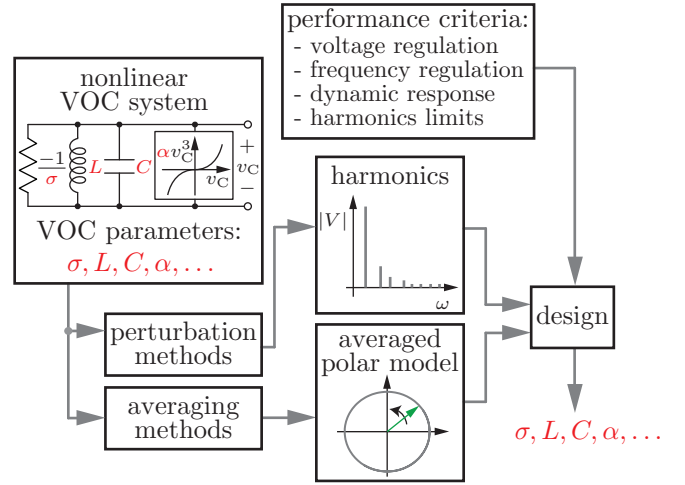 performance criteria:
- voltage regulation
- frequency regulation
- dynamic response
- harmonics limits
nonlinear
VOC system
−1
σ
L
C
αv_C^3
v_C
+
v_C
−
VOC parameters:
σ, L, C, α, . . .
harmonics
|V|
ω
perturbation
methods
averaging
methods
averaged
polar model
design
σ, L, C, α, . . .